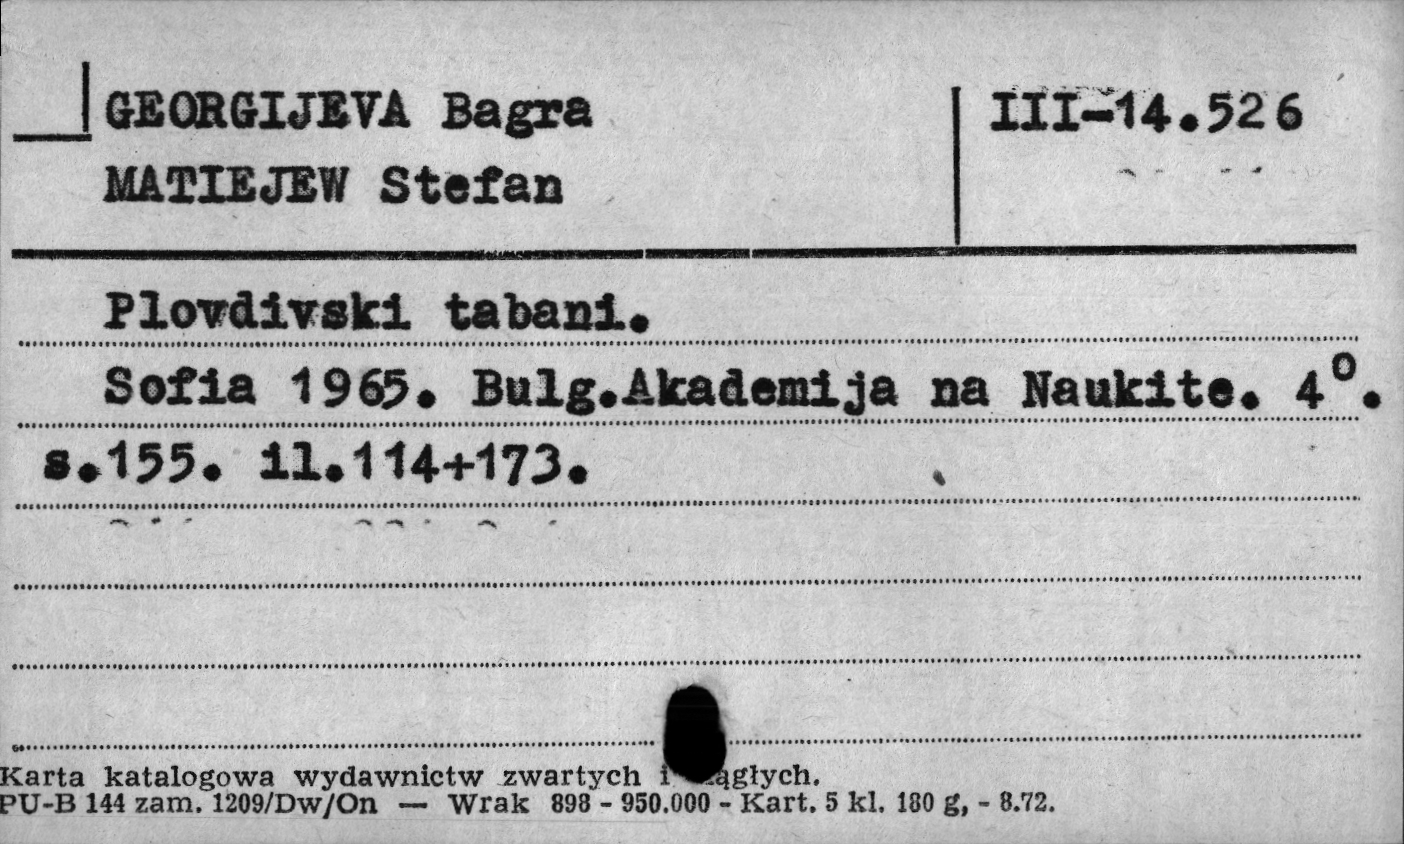 GEORGIJEVA Bagra
MATIEJEW Stefan
III-14.526
Plovdivski tabani.
Sofia 1965. Bulg.Akademija na Naukite. 4º.
s.155. il.114+173.
Karta katalogowa wydawnictw zwartych i ągłych.
PU-B 144 zam. 1209/Dw/On — Wrak 898 - 950.000 - Kart. 5 kl. 180 g, - 8.72.